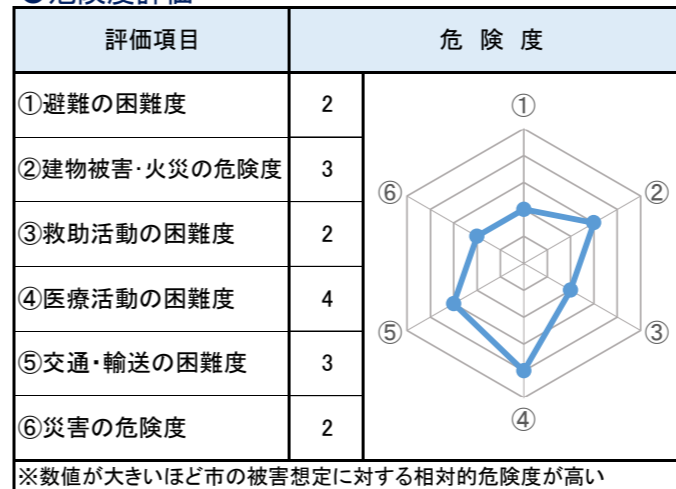 評価項目 危 険 度
①避難の困難度 2
②建物被害・火災の危険度 3
③救助活動の困難度 2
④医療活動の困難度 4
⑤交通・輸送の困難度 3
⑥災害の危険度 2
①
②
③
④
⑤
⑥
※数値が大きいほど市の被害想定に対する相対的危険度が高い